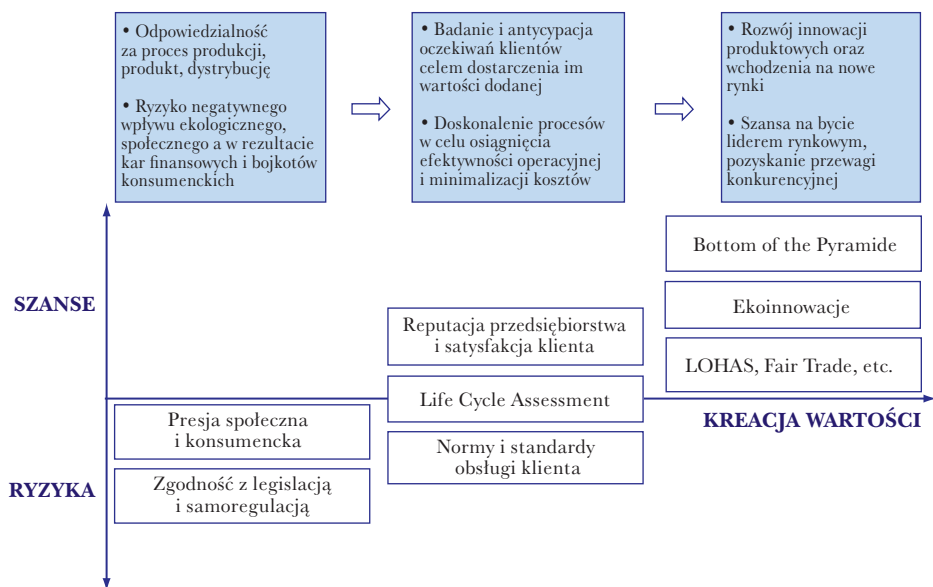 • Odpowiedzialność
za proces produkcji,
produkt, dystrybucję
• Ryzyko negatywnego
wpływu ekologicznego,
społecznego a w rezultacie
kar finansowych i bojkotów
konsumenckich
• Badanie i antycypacja
oczekiwań klientów
celem dostarczenia im
wartości dodanej
• Doskonalenie procesów
w celu osiągnięcia
efektywności operacyjnej
i minimalizacji kosztów
• Rozwój innowacji
produktowych oraz
wchodzenia na nowe
rynki
• Szansa na bycie
liderem rynkowym,
pozyskanie przewagi
konkurencyjnej
SZANSE
RYZYKA
KREACJA WARTOŚCI
Presja społeczna
i konsumencka
Zgodność z legislacją
i samoregulacją
Reputacja przedsiębiorstwa
i satysfakcja klienta
Life Cycle Assessment
Normy i standardy
obsługi klienta
Bottom of the Pyramide
Ekoinnowacje
LOHAS, Fair Trade, etc.